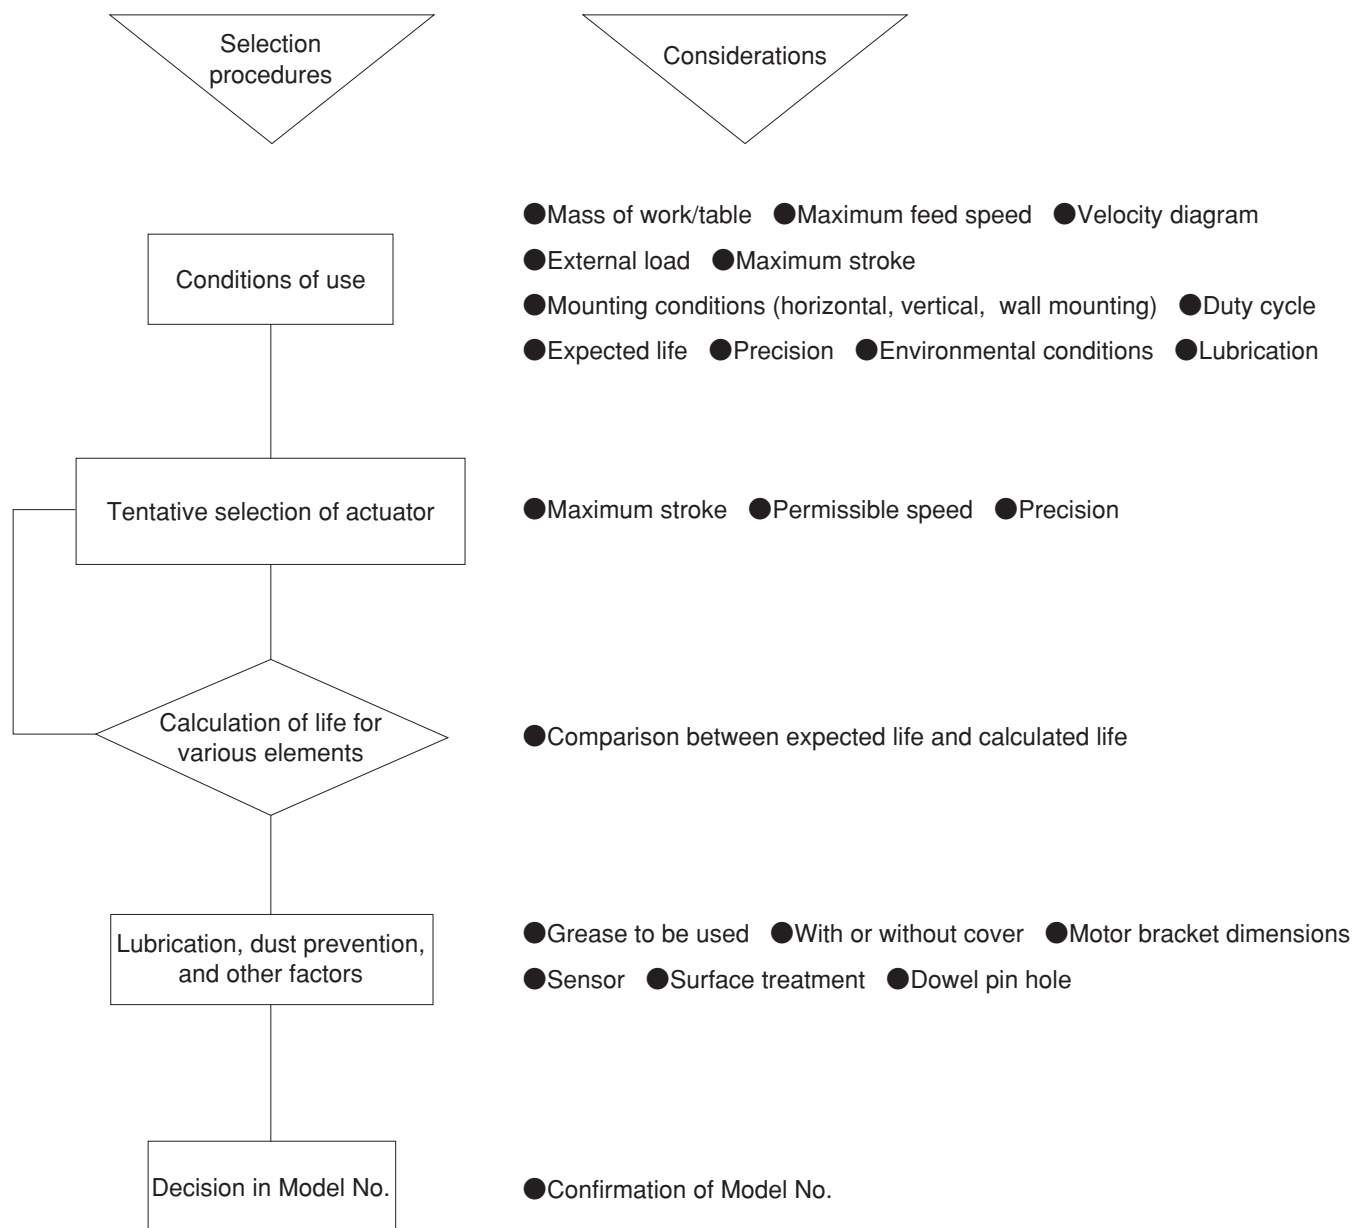 Selection
procedures
Considerations
Conditions of use
●Mass of work/table ●Maximum feed speed ●Velocity diagram
●External load ●Maximum stroke
●Mounting conditions (horizontal, vertical, wall mounting) ●Duty cycle
●Expected life ●Precision ●Environmental conditions ●Lubrication
Tentative selection of actuator
●Maximum stroke ●Permissible speed ●Precision
Calculation of life for
various elements
●Comparison between expected life and calculated life
Lubrication, dust prevention,
and other factors
●Grease to be used ●With or without cover ●Motor bracket dimensions
●Sensor ●Surface treatment ●Dowel pin hole
Decision in Model No.
●Confirmation of Model No.